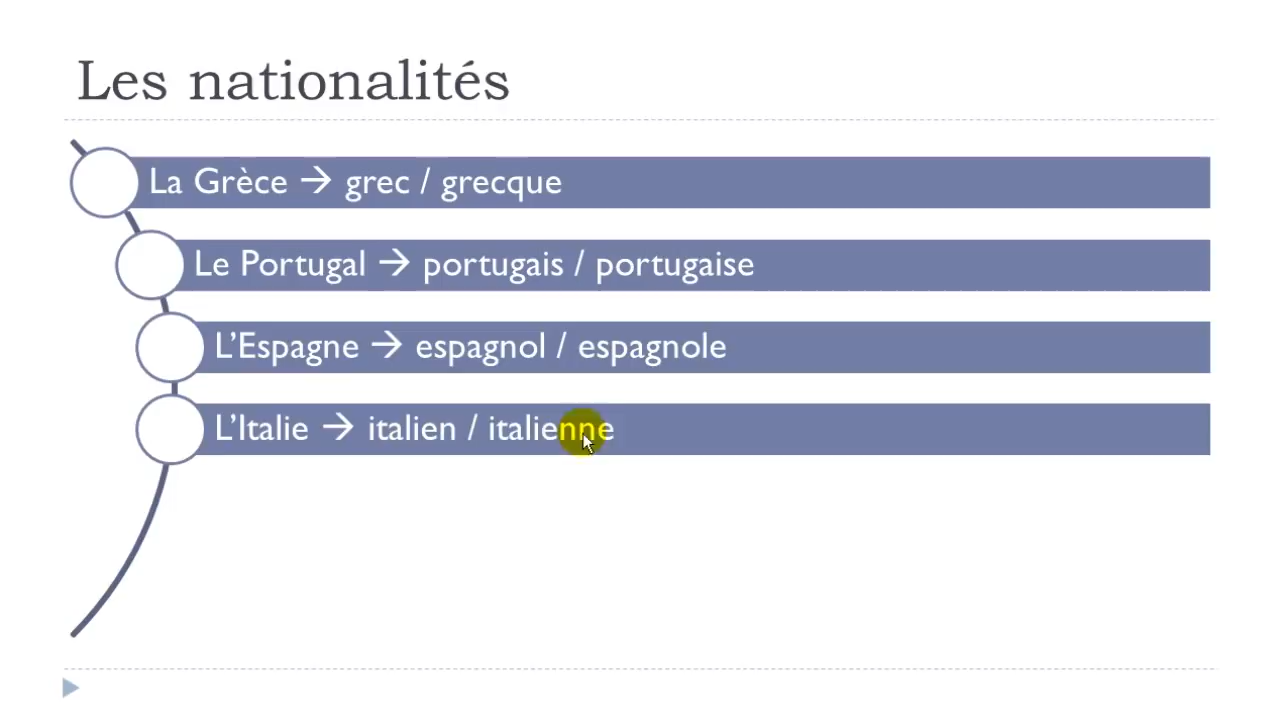 Les nationalités
La Grèce → grec / grecque
Le Portugal → portugais / portugaise
L’Espagne → espagnol / espagnole
L’Italie → italien / italienne